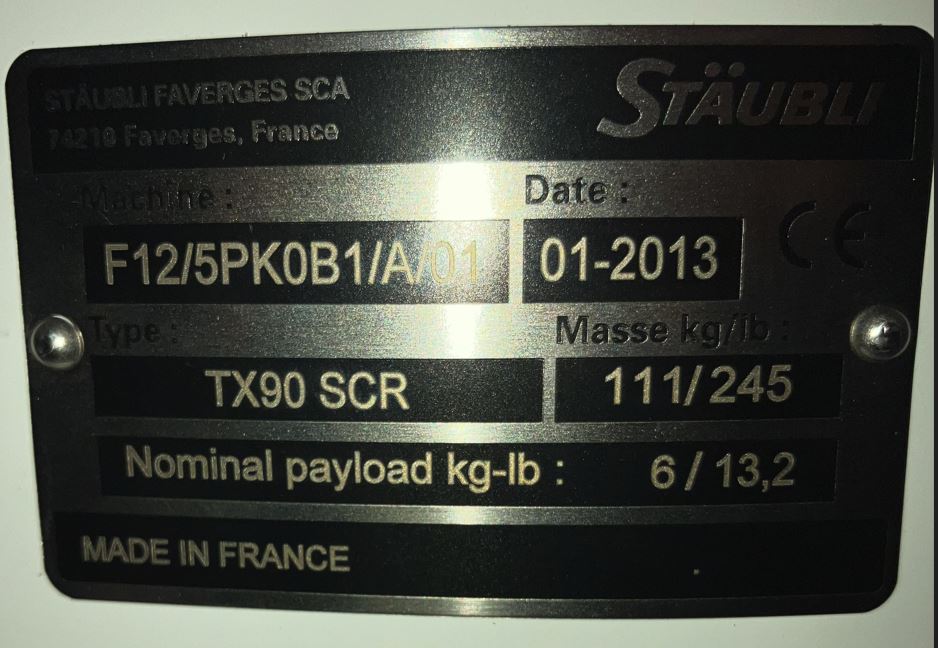 STÄUBLI FAVERGES SCA
74210 Faverges, France
STÄUBLI
Machine :
Date :
F12/5PK0B1/A/01
01-2013
CE
Type :
Masse kg/lb :
TX90 SCR
111/245
Nominal payload kg-lb : 6 / 13,2
MADE IN FRANCE